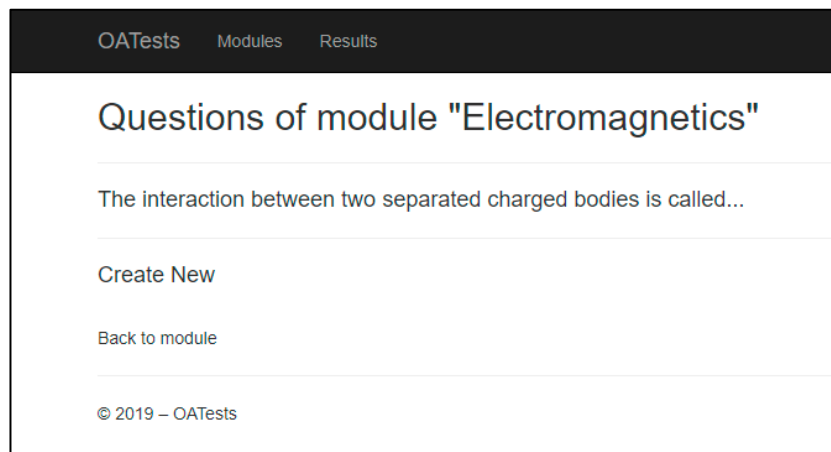 OATests Modules Results
Questions of module "Electromagnetics"
The interaction between two separated charged bodies is called...
Create New
Back to module
© 2019 – OATests